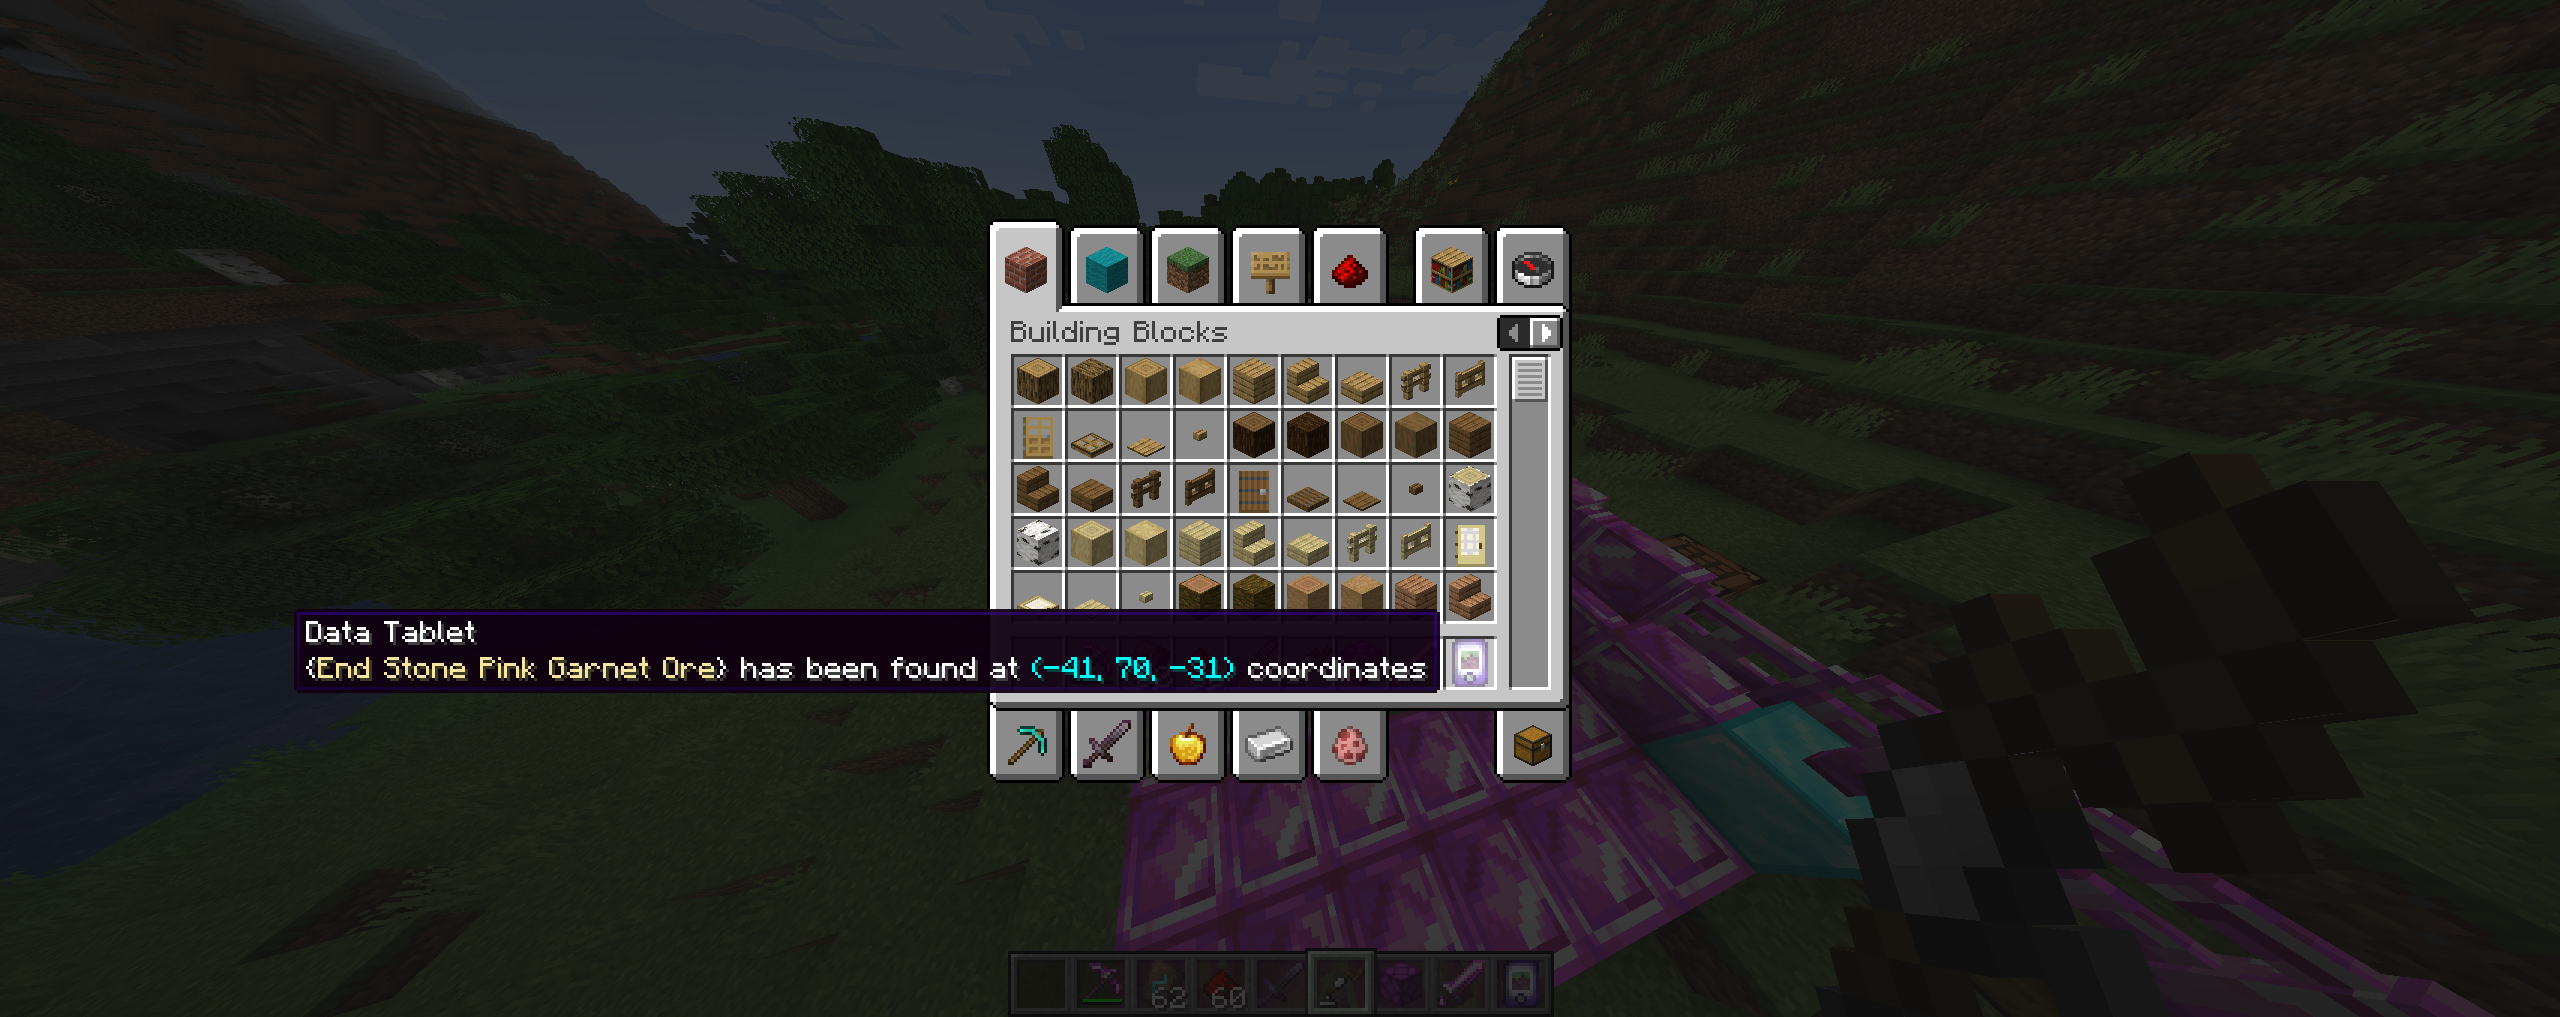 Building Blocks
Data Tablet
{End Stone Pink Garnet Ore} has been found at (-41, 70, -31) coordinates
62
60